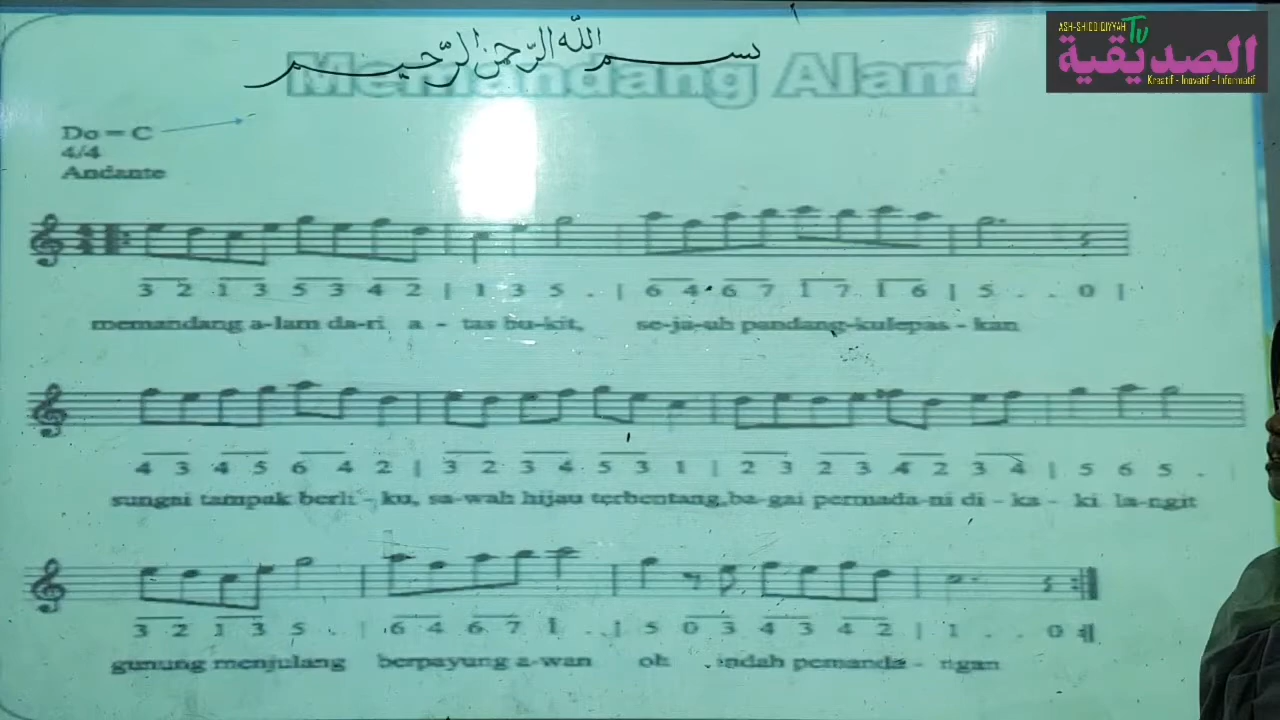 ASH-SHIDDIQIYYAH TV
الصديقية
Kreatif - Inovatif - Informatif
بسم الله الرحمن الرحيم
Memandang Alam
Do = C
4/4
Andante
3 2 1 3 5 3 4 2 | 1 3 5 . | 6 4 6 7 1 7 1 6 | 5 . . 0 |
memandang a-lam da-ri a - tas bu-kit, se-ja-uh pandang-kulepas - kan
4 3 4 5 6 4 2 | 3 2 3 4 5 3 1 | 2 3 2 3 4 2 3 4 | 5 6 5 . |
sungai tampak berli - ku, sa-wah hijau terbentang,ba-gai permada-ni di - ka - ki la-ngit
3 2 1 3 5 . | 6 4 6 7 1 . | 5 0 3 4 3 4 2 | 1 . . 0
gunung menjulang berpayung a-wan oh indah pemanda - ngan